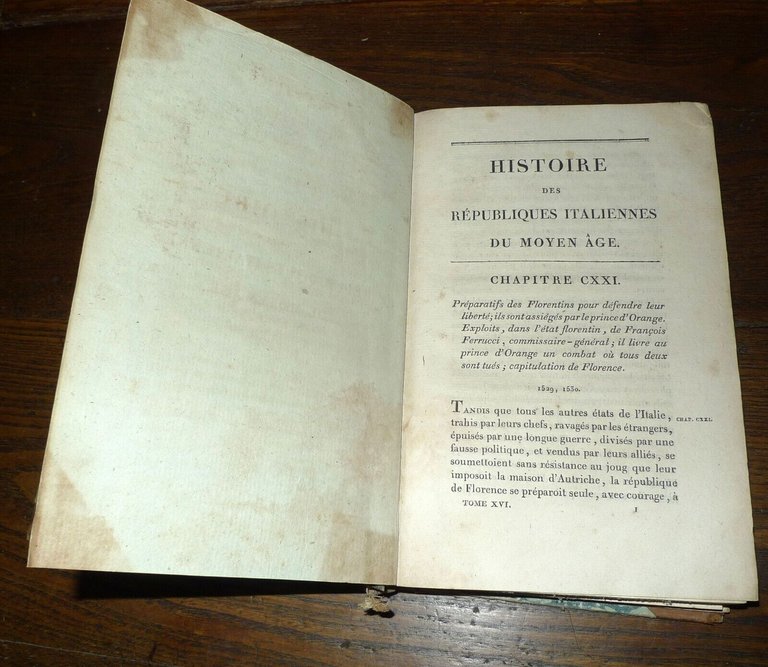 HISTOIRE
DES
RÉPUBLIQUES ITALIENNES
DU MOYEN ÂGE.
CHAPITRE CXXI.
Préparatifs des Florentins pour défendre leur
liberté; ils sont assiégés par le prince d'Orange.
Exploits, dans l'état florentin, de François
Ferrucci, commissaire-général; il livre au
prince d'Orange un combat où tous deux
sont tués; capitulation de Florence.
1529, 1530.
TANDIS que tous les autres états de l'Italie, CHAP. CXXI.
trahis par leurs chefs, ravagés par les étrangers,
épuisés par une longue guerre, divisés par une
fausse politique, et vendus par leurs alliés, se
soumettoient sans résistance au joug que leur
imposoit la maison d'Autriche, la république
de Florence se préparoit seule, avec courage, à
TOME XVI. 1